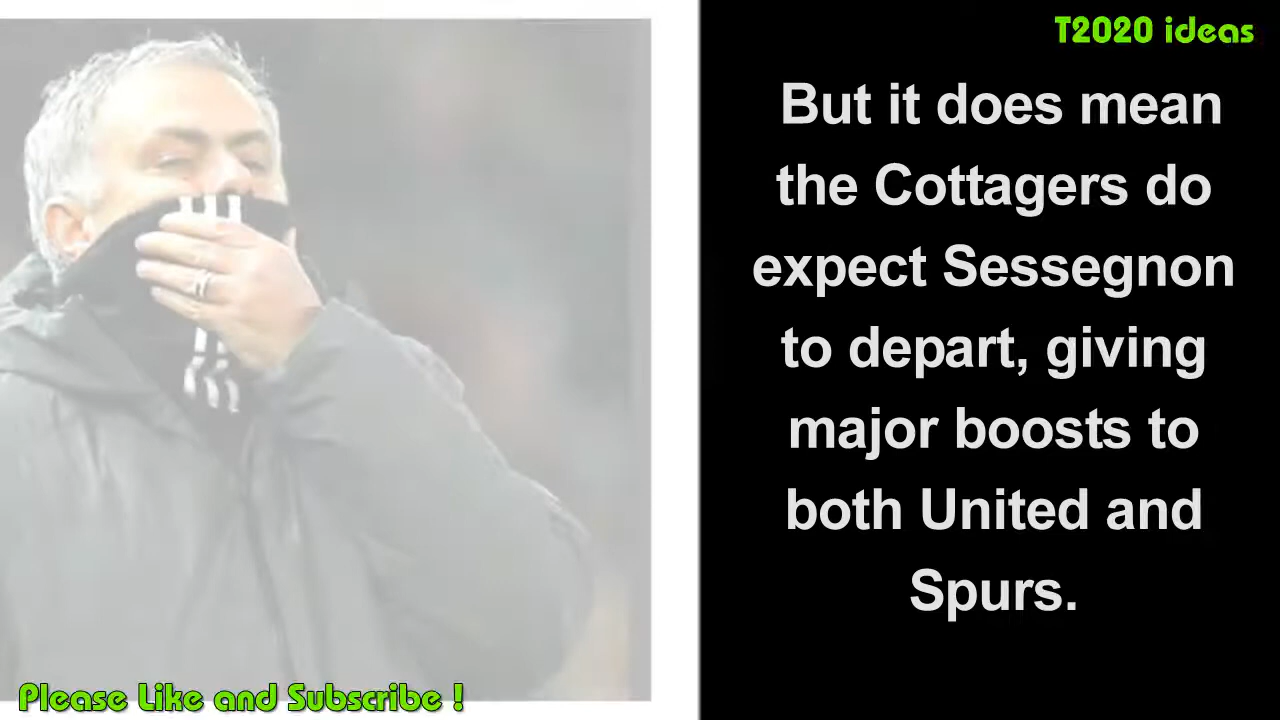 T2020 ideas
But it does mean
the Cottagers do
expect Sessegnon
to depart, giving
major boosts to
both United and
Spurs.
Please Like and Subscribe !